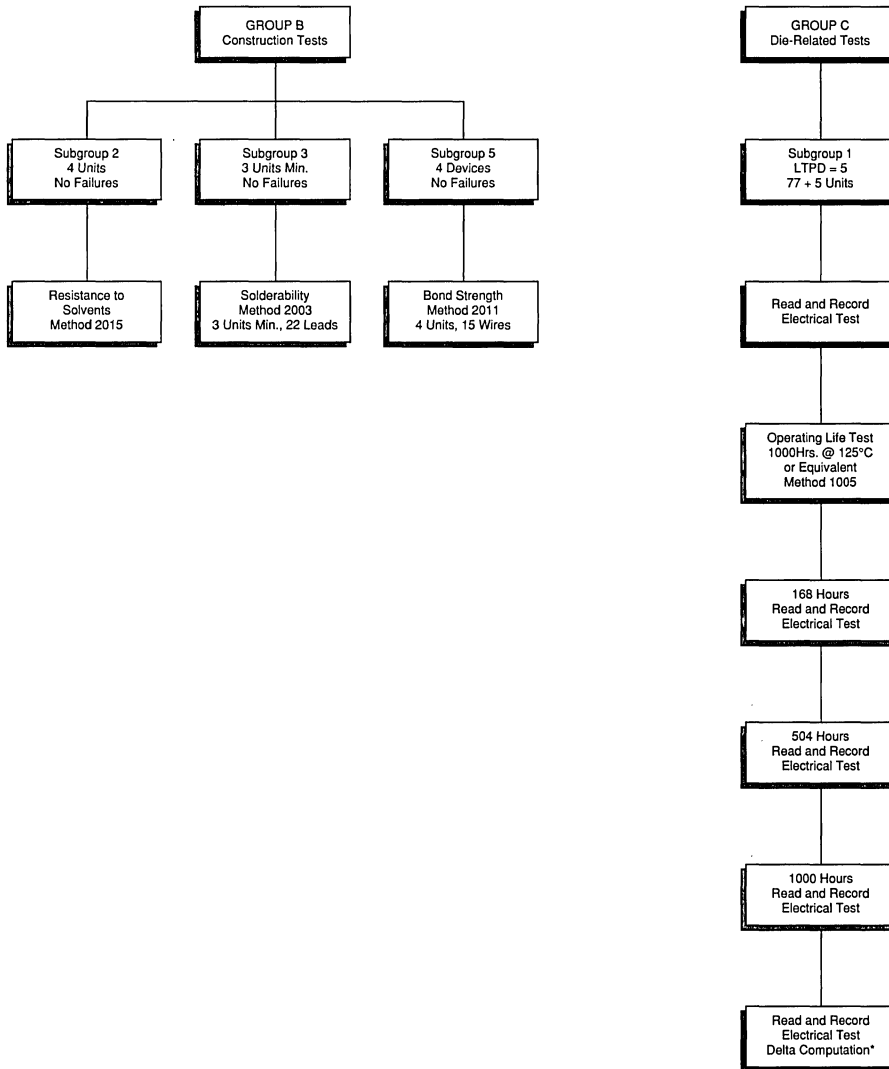 GROUP B
Construction Tests
Subgroup 2
4 Units
No Failures
Subgroup 3
3 Units Min.
No Failures
Subgroup 5
4 Devices
No Failures
Resistance to
Solvents
Method 2015
Solderability
Method 2003
3 Units Min., 22 Leads
Bond Strength
Method 2011
4 Units, 15 Wires
GROUP C
Die-Related Tests
Subgroup 1
LTPD = 5
77 + 5 Units
Read and Record
Electrical Test
Operating Life Test
1000Hrs. @ 125°C
or Equivalent
Method 1005
168 Hours
Read and Record
Electrical Test
504 Hours
Read and Record
Electrical Test
1000 Hours
Read and Record
Electrical Test
Read and Record
Electrical Test
Delta Computation*